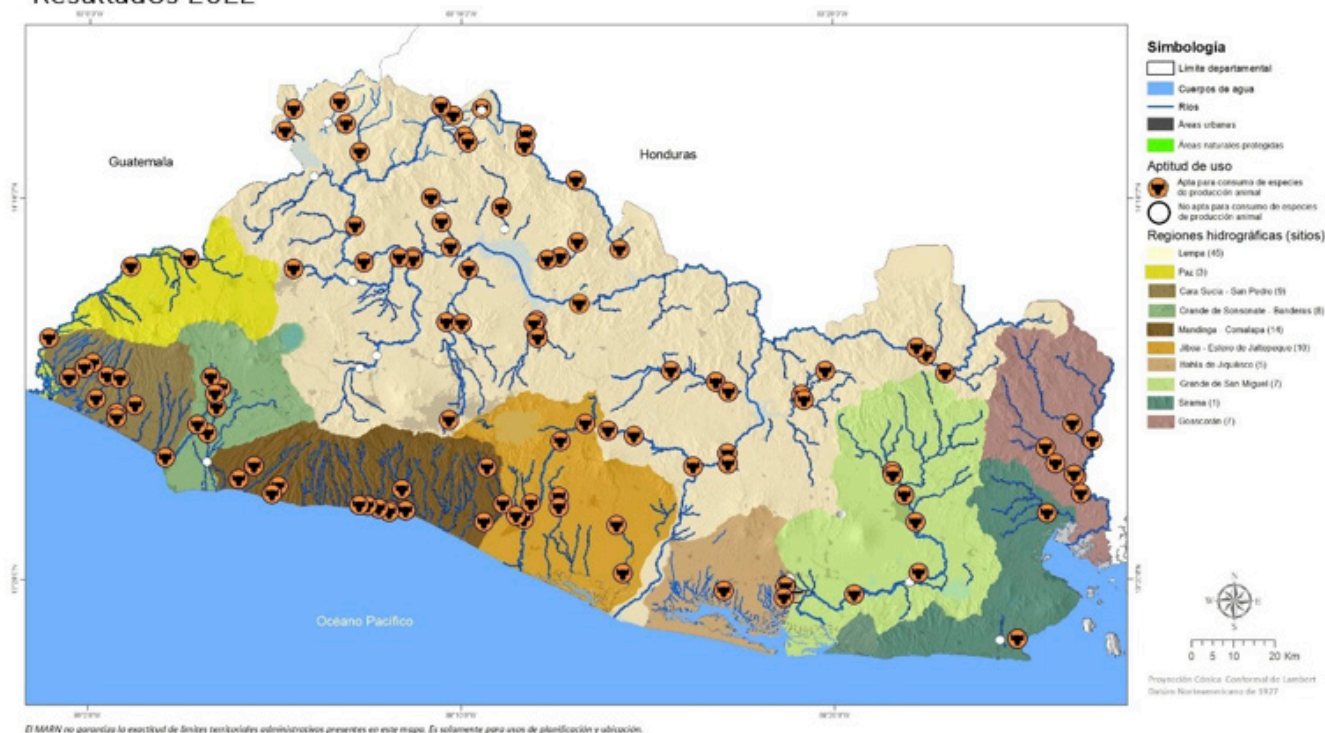 Resultados 2022
Guatemala
Honduras
Océano Pacífico
Simbología
Límite departamental
Cuerpos de agua
Ríos
Áreas urbanas
Áreas naturales protegidas
Aptitud de uso
Apta para consumo de especies
de producción animal
No apta para consumo de especies
de producción animal
Regiones hidrográficas (sitios)
Lempa (45)
Paz (3)
Cara Sucia - San Pedro (9)
Grande de Sonsonate - Banderas (8)
Mandinga - Comalapa (14)
Jiboa - Estero de Jaltepeque (10)
Bahía de Jiquilisco (5)
Grande de San Miguel (7)
Sirama (1)
Goascorán (7)
N
W E
S
0 5 10 20 Km
Proyección Cónica Conformal de Lambert
Datum Norteamericano de 1927
El MARN no garantiza la exactitud de límites territoriales administrativos presentes en este mapa. Es solamente para usos de planificación y ubicación.